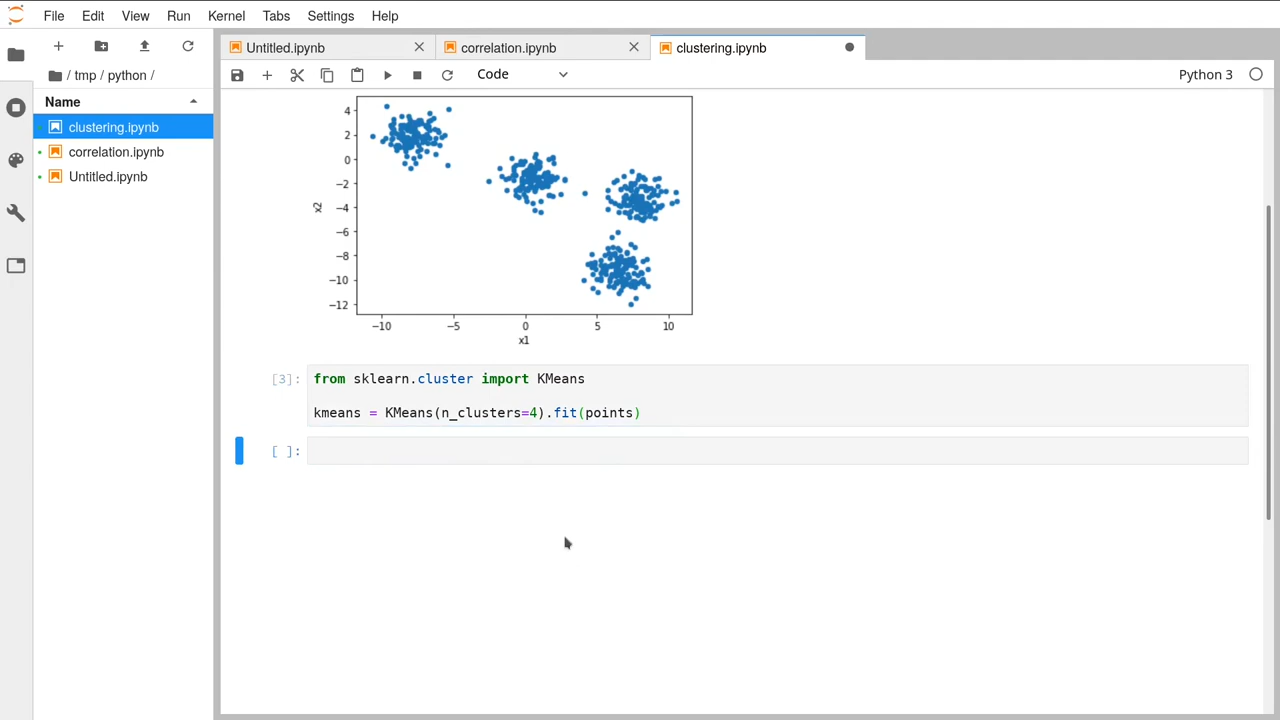 File Edit View Run Kernel Tabs Settings Help
/ tmp / python /
Name
clustering.ipynb
correlation.ipynb
Untitled.ipynb
Untitled.ipynb correlation.ipynb clustering.ipynb
Code Python 3
4
2
0
−2
−4
−6
−8
−10
−12
x2
−10 −5 0 5 10
x1
[3]: from sklearn.cluster import KMeans
kmeans = KMeans(n_clusters=4).fit(points)
[ ]: